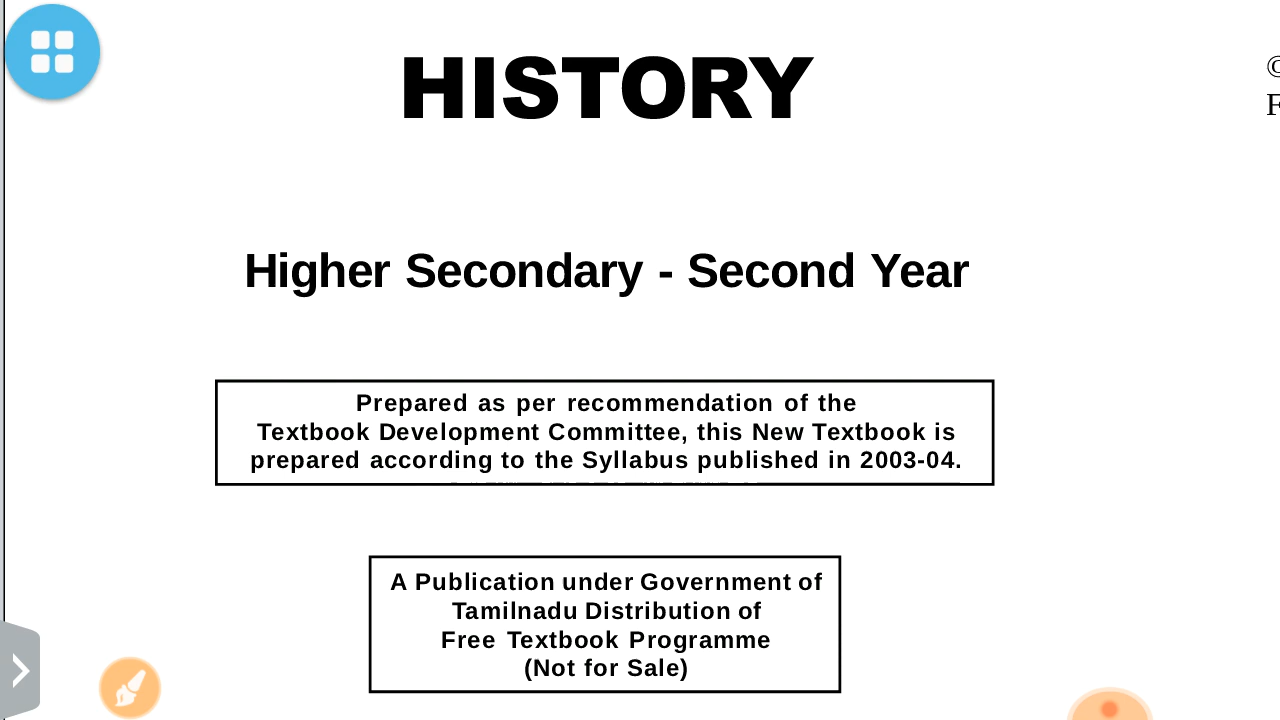 HISTORY
Higher Secondary - Second Year
Prepared as per recommendation of the
Textbook Development Committee, this New Textbook is
prepared according to the Syllabus published in 2003-04.
A Publication under Government of
Tamilnadu Distribution of
Free Textbook Programme
(Not for Sale)
©